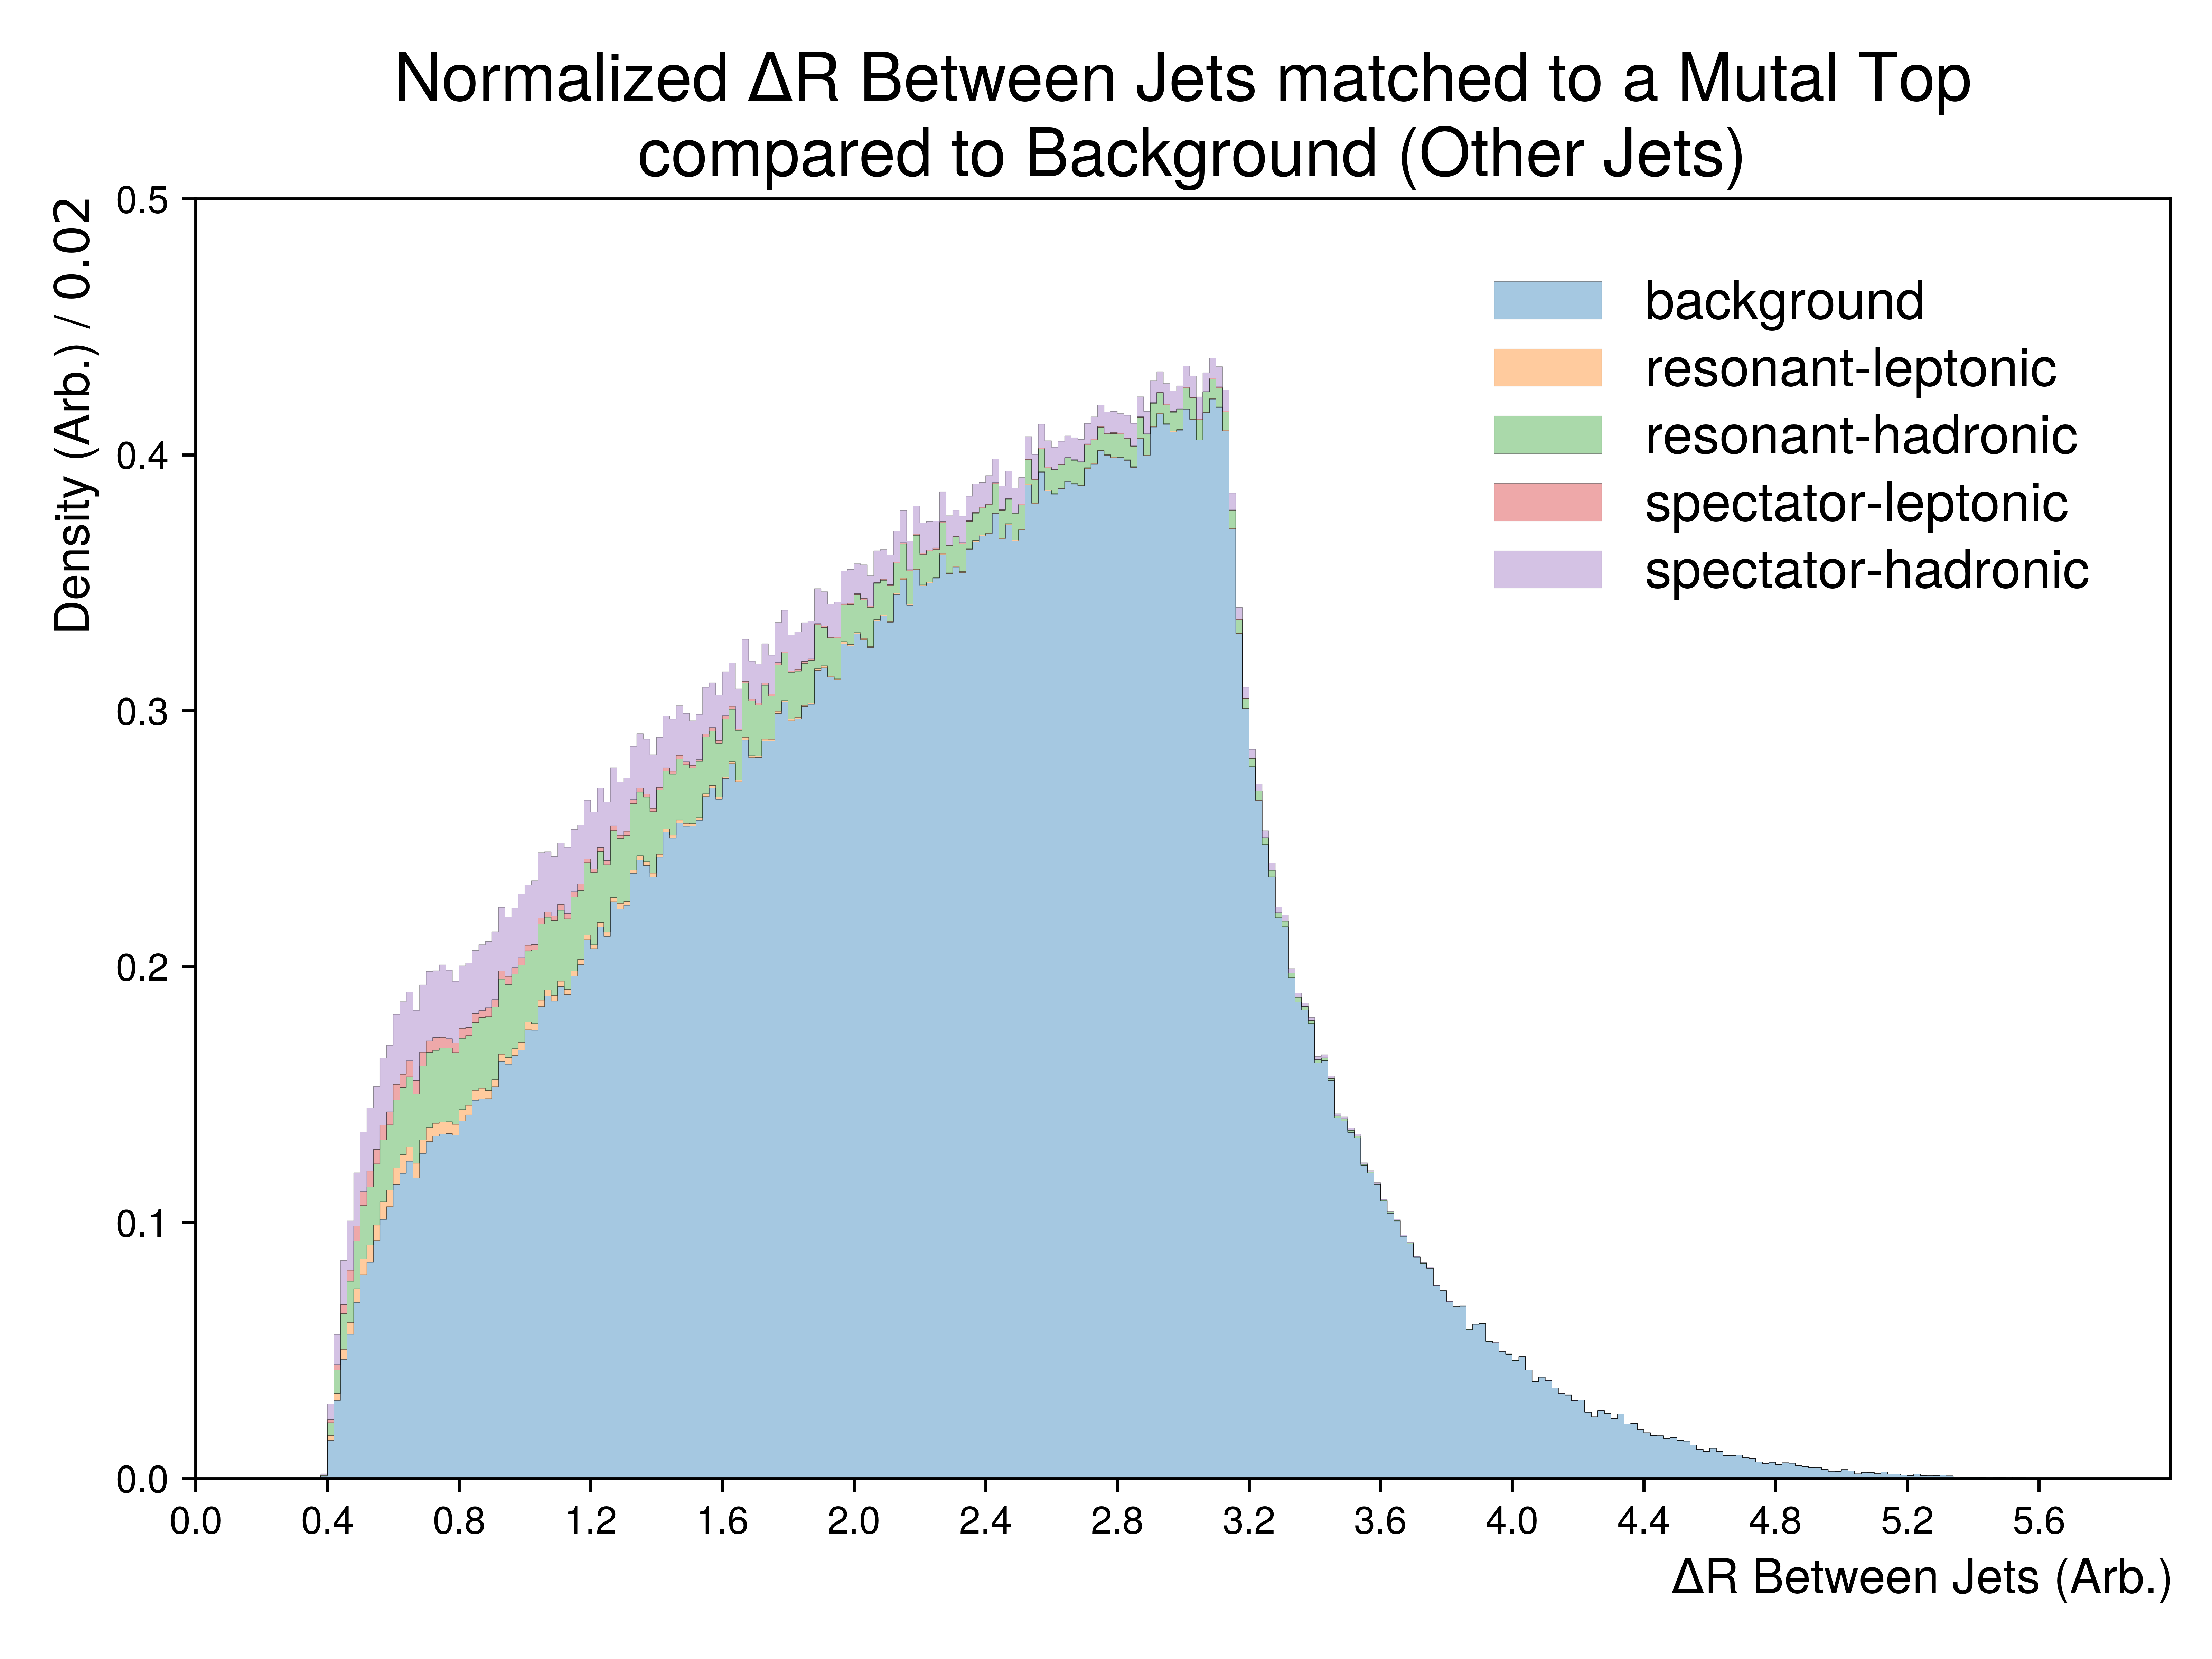 Normalized ΔR Between Jets matched to a Mutal Top
compared to Background (Other Jets)
Density (Arb.) / 0.02
0.5
0.4
0.3
0.2
0.1
0.0
background
resonant-leptonic
resonant-hadronic
spectator-leptonic
spectator-hadronic
0.0 0.4 0.8 1.2 1.6 2.0 2.4 2.8 3.2 3.6 4.0 4.4 4.8 5.2 5.6
ΔR Between Jets (Arb.)